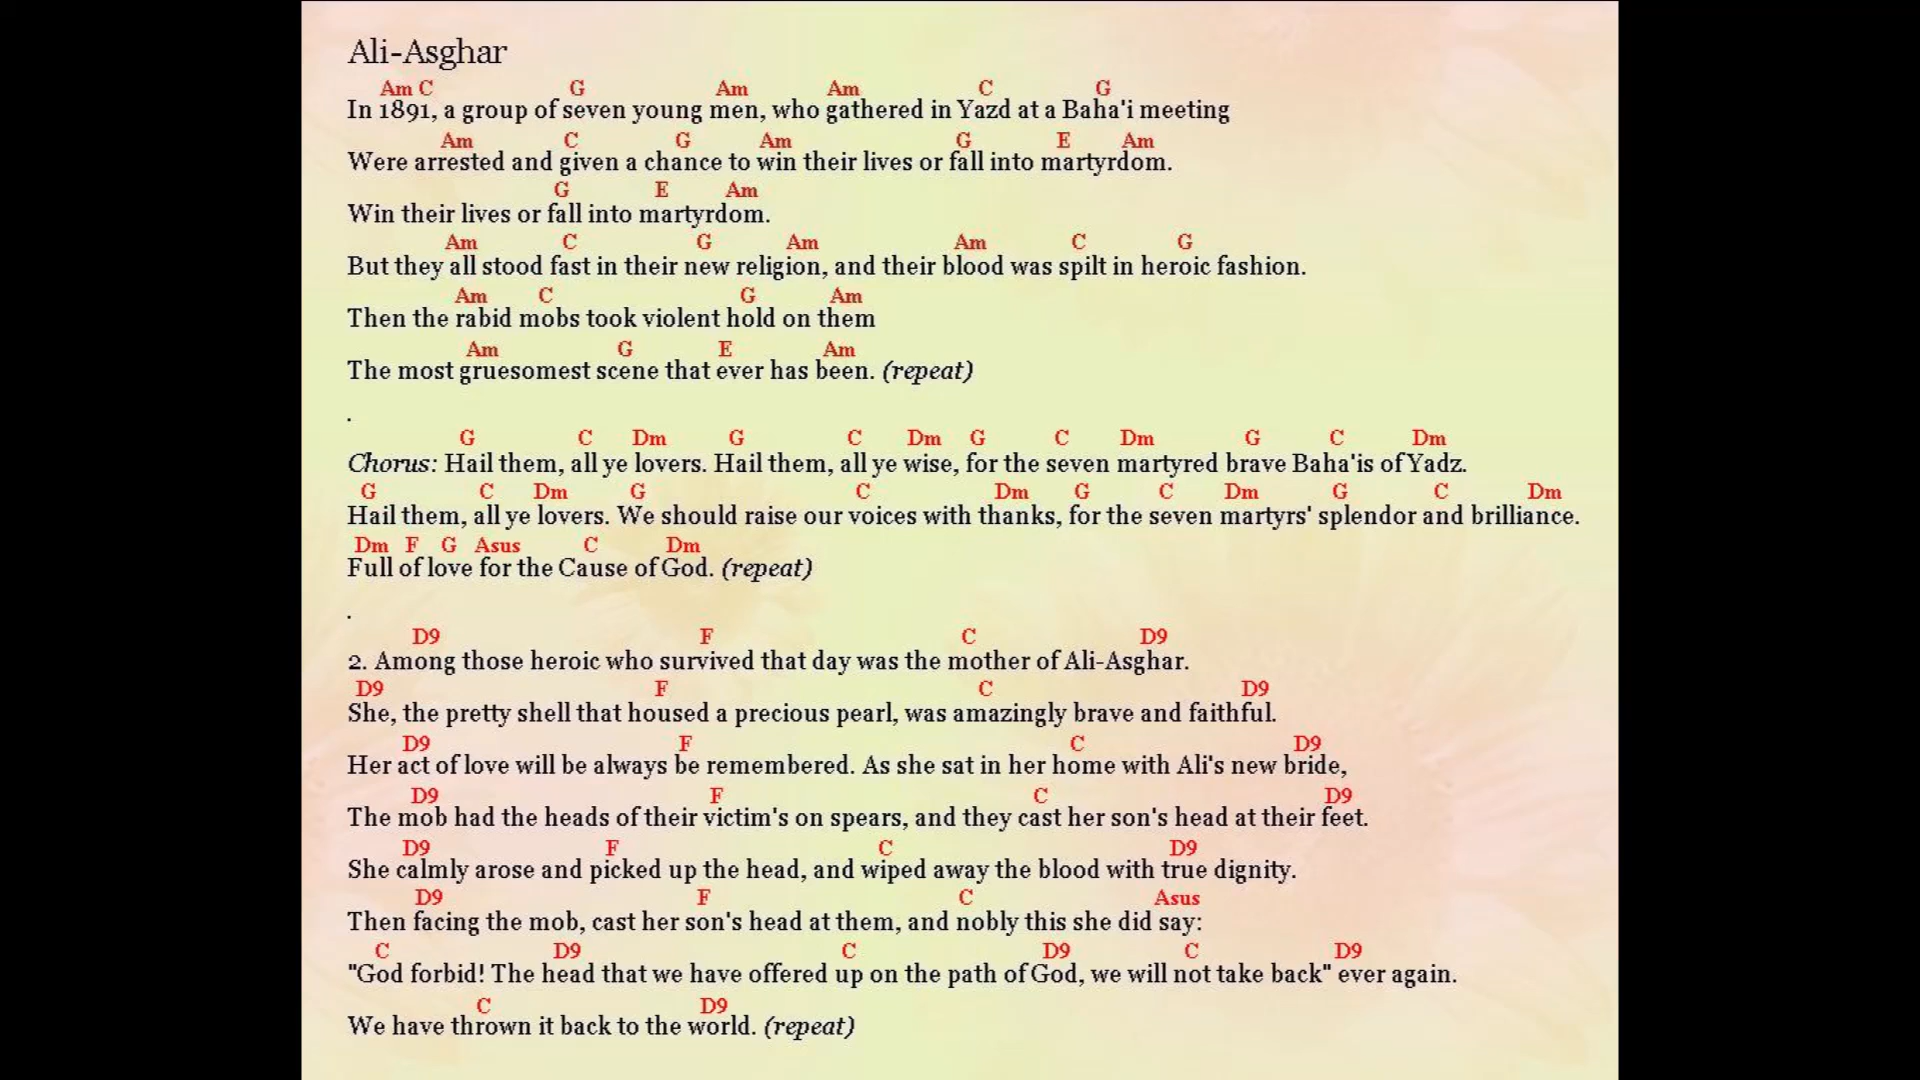 Ali-Asghar
Am C G Am Am C G
In 1891, a group of seven young men, who gathered in Yazd at a Baha'i meeting
Am C G Am G E Am
Were arrested and given a chance to win their lives or fall into martyrdom.
G E Am
Win their lives or fall into martyrdom.
Am C G Am Am C G
But they all stood fast in their new religion, and their blood was spilt in heroic fashion.
Am C G Am
Then the rabid mobs took violent hold on them
Am G E Am
The most gruesomest scene that ever has been. (repeat)
.
G C Dm G C Dm G C Dm G C Dm
Chorus: Hail them, all ye lovers. Hail them, all ye wise, for the seven martyred brave Baha'is of Yadz.
G C Dm G C Dm G C Dm G C Dm
Hail them, all ye lovers. We should raise our voices with thanks, for the seven martyrs' splendor and brilliance.
Dm F G Asus C Dm
Full of love for the Cause of God. (repeat)
.
D9 F C D9
2. Among those heroic who survived that day was the mother of Ali-Asghar.
D9 F C D9
She, the pretty shell that housed a precious pearl, was amazingly brave and faithful.
D9 F C D9
Her act of love will be always be remembered. As she sat in her home with Ali's new bride,
D9 F C D9
The mob had the heads of their victim's on spears, and they cast her son's head at their feet.
D9 F C D9
She calmly arose and picked up the head, and wiped away the blood with true dignity.
D9 F C Asus
Then facing the mob, cast her son's head at them, and nobly this she did say:
C D9 C D9 C D9
"God forbid! The head that we have offered up on the path of God, we will not take back" ever again.
C D9
We have thrown it back to the world. (repeat)